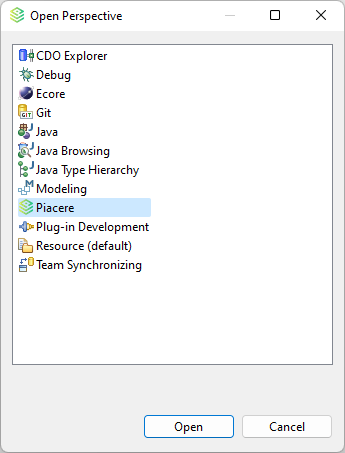 Open Perspective
CDO Explorer
Debug
Ecore
GIT Git
Java
Java Browsing
Java Type Hierarchy
Modeling
Piacere
Plug-in Development
Resource (default)
Team Synchronizing
Open
Cancel